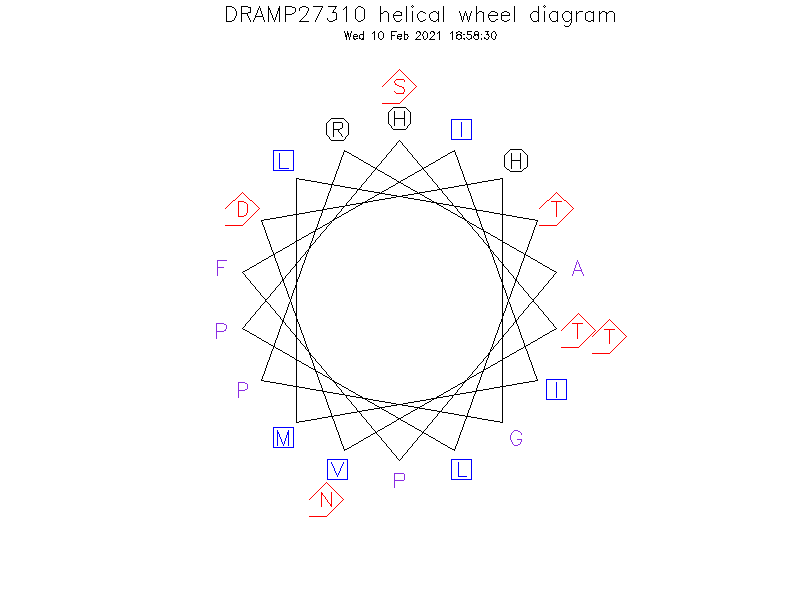 DRAMP27310 helical wheel diagram
Wed 10 Feb 2021 18:58:30
S
R H I
L H
D T
F A
P T T
P I
M G
V P L
N